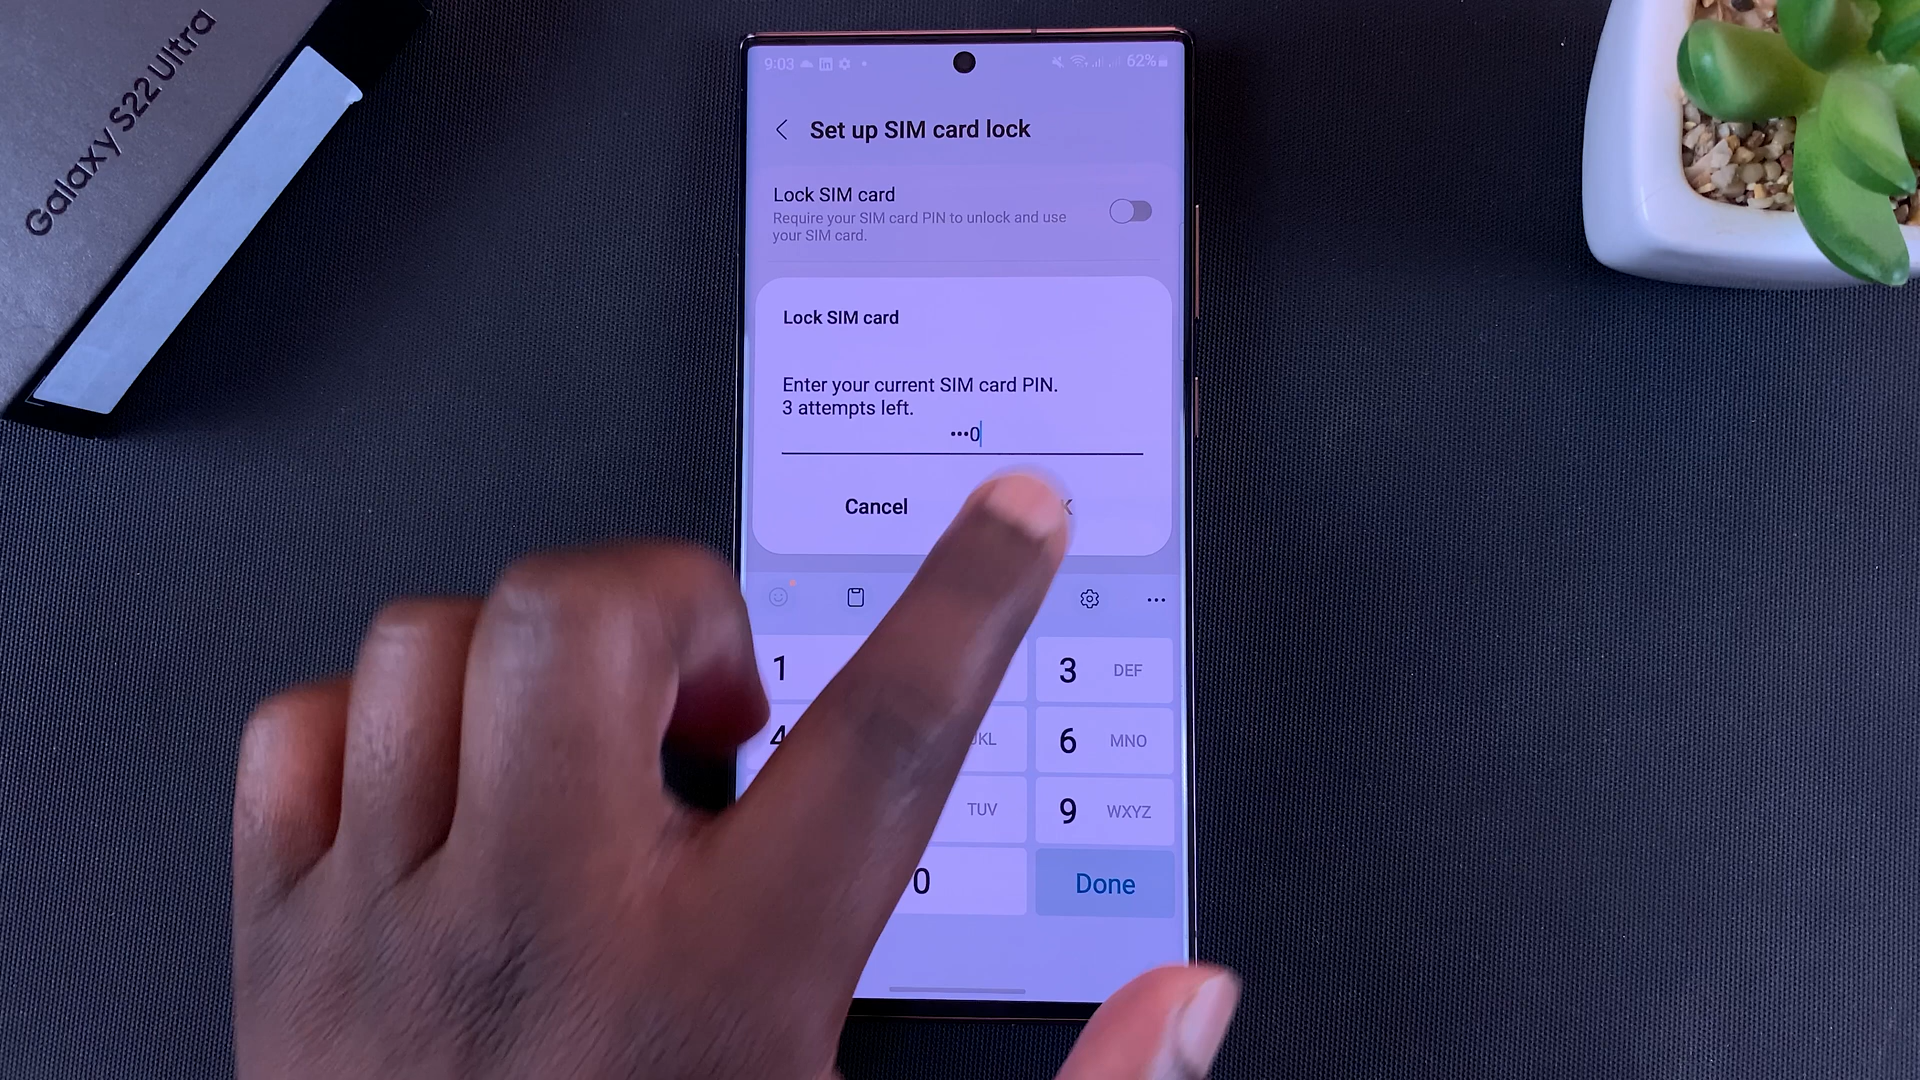 Galaxy S22 Ultra
9:03
62%
Set up SIM card lock
Lock SIM card
Require your SIM card PIN to unlock and use
your SIM card.
Lock SIM card
Enter your current SIM card PIN.
3 attempts left.
•••0
Cancel K
1 3 DEF
4 JKL 6 MNO
TUV 9 WXYZ
0 Done